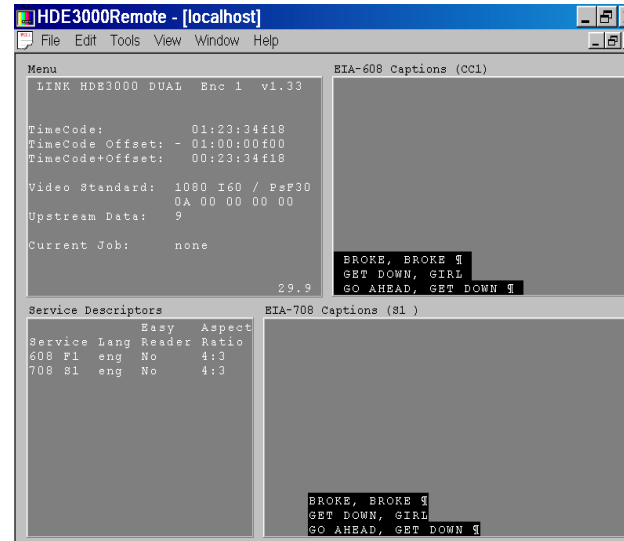 HDE3000Remote - [localhost]
File Edit Tools View Window Help
Menu
LINK HDE3000 DUAL Enc 1 v1.33
TimeCode: 01:23:34f18
TimeCode Offset: - 01:00:00f00
TimeCode+Offset: 00:23:34f18
Video Standard: 1080 I60 / PsF30
0A 00 00 00 00
Upstream Data: 9
Current Job: none
29.9
EIA-608 Captions (CC1)
BROKE, BROKE ¶
GET DOWN, GIRL
GO AHEAD, GET DOWN ¶
Service Descriptors
Easy Aspect
Service Lang Reader Ratio
608 F1 eng No 4:3
708 S1 eng No 4:3
EIA-708 Captions (S1 )
BROKE, BROKE ¶
GET DOWN, GIRL
GO AHEAD, GET DOWN ¶